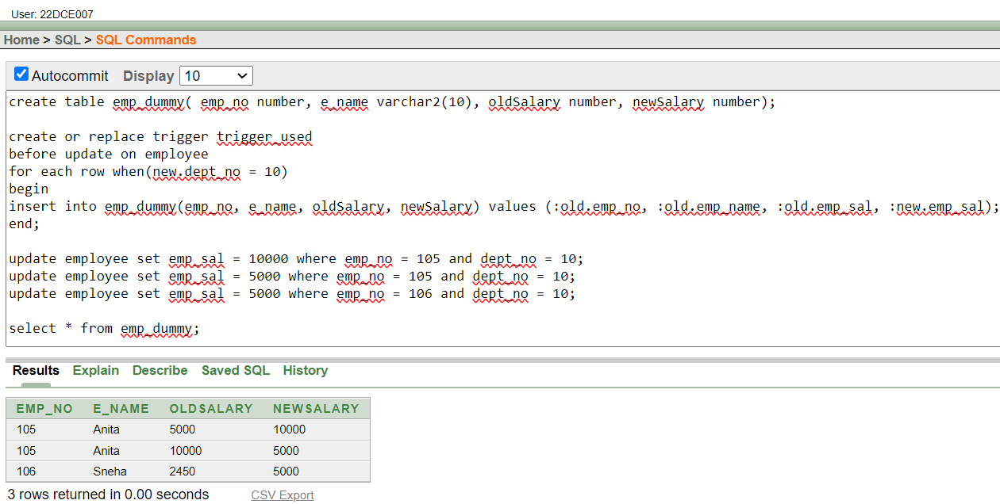 User: 22DCE007
Home > SQL > SQL Commands
Autocommit Display 10
create table emp_dummy( emp_no number, e_name varchar2(10), oldSalary number, newSalary number);
create or replace trigger trigger_used
before update on employee
for each row when(new.dept_no = 10)
begin
insert into emp_dummy(emp_no, e_name, oldSalary, newSalary) values (:old.emp_no, :old.emp_name, :old.emp_sal, :new.emp_sal);
end;
update employee set emp_sal = 10000 where emp_no = 105 and dept_no = 10;
update employee set emp_sal = 5000 where emp_no = 105 and dept_no = 10;
update employee set emp_sal = 5000 where emp_no = 106 and dept_no = 10;
select * from emp_dummy;
Results Explain Describe Saved SQL History
EMP_NO E_NAME OLDSALARY NEWSALARY
105 Anita 5000 10000
105 Anita 10000 5000
106 Sneha 2450 5000
3 rows returned in 0.00 seconds CSV Export